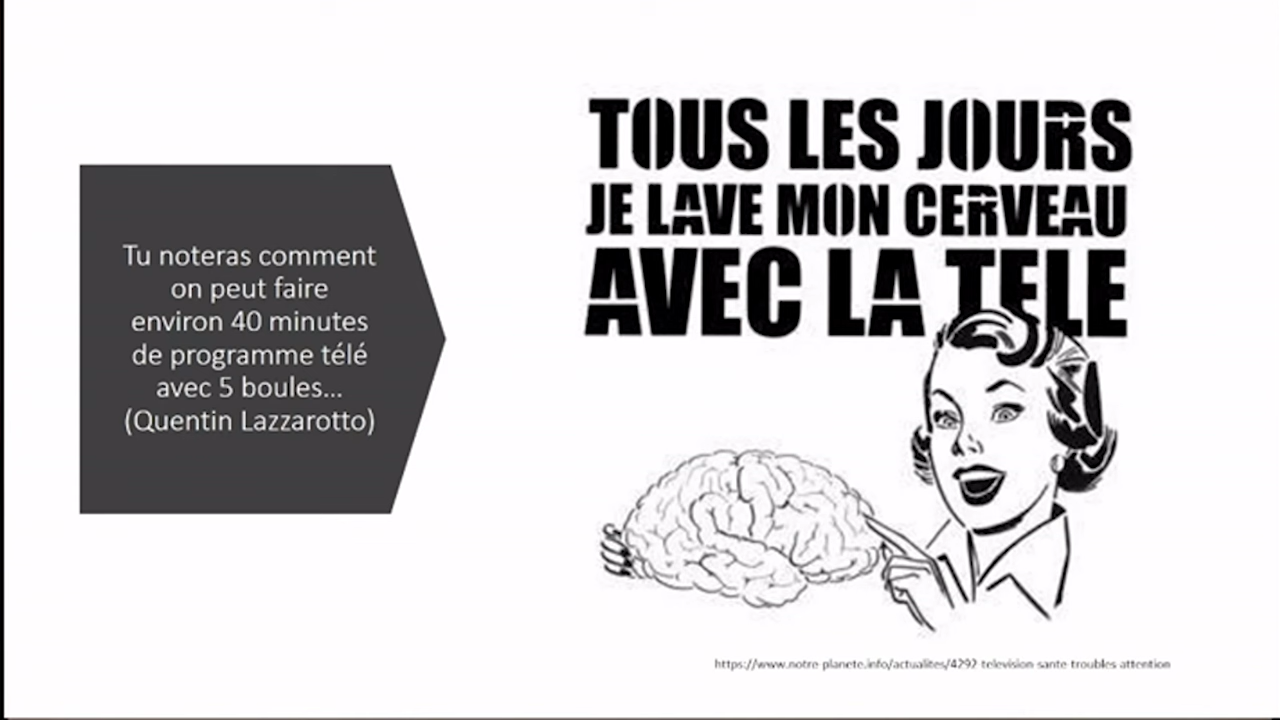 Tu noteras comment
on peut faire
environ 40 minutes
de programme télé
avec 5 boules...
(Quentin Lazzarotto)
TOUS LES JOURS
JE LAVE MON CERVEAU
AVEC LA TELE
https://www.notre-planete.info/actualites/4292-television-sante-troubles-attention